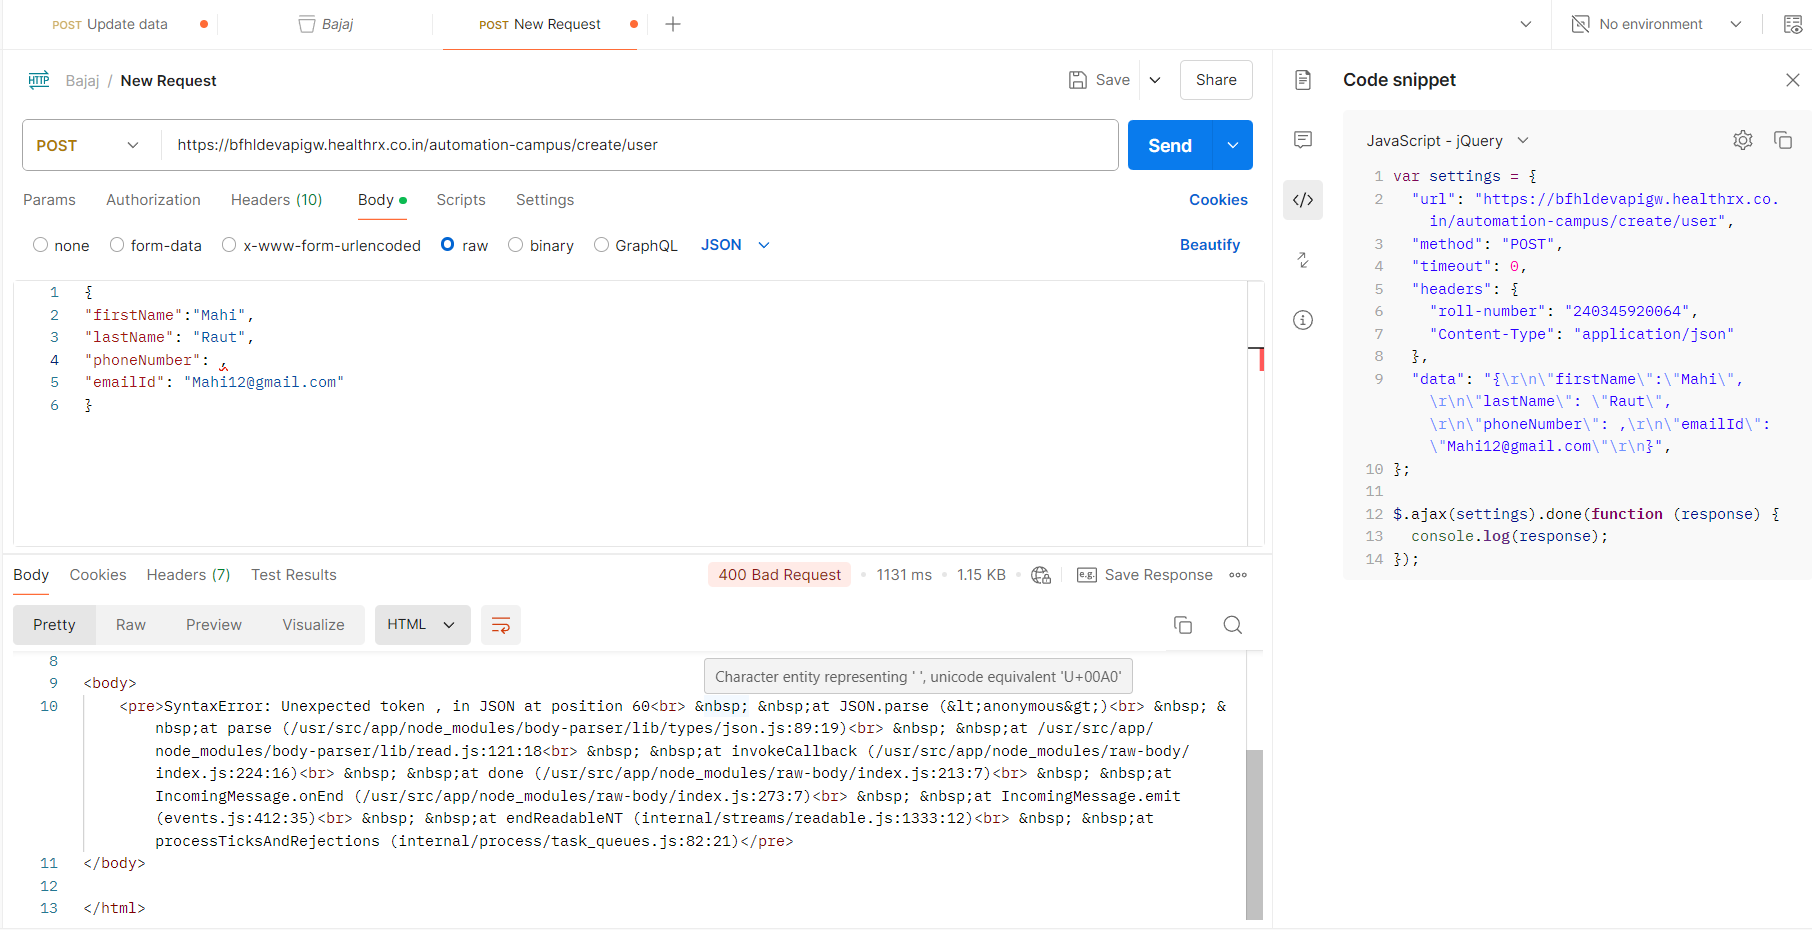 POST Update data
Bajaj
POST New Request
No environment
HTTP Bajaj / New Request
Save
Share
POST
https://bfhldevapigw.healthrx.co.in/automation-campus/create/user
Send
Params Authorization Headers (10) Body Scripts Settings Cookies
none form-data x-www-form-urlencoded raw binary GraphQL JSON Beautify
1 {
2 "firstName":"Mahi",
3 "lastName": "Raut",
4 "phoneNumber": ,
5 "emailId": "Mahi12@gmail.com"
6 }
Body Cookies Headers (7) Test Results
400 Bad Request 1131 ms 1.15 KB e.g. Save Response
Pretty Raw Preview Visualize HTML
Character entity representing ' ', unicode equivalent 'U+00A0'
8
9 <body>
10 <pre>SyntaxError: Unexpected token , in JSON at position 60<br> &nbsp; &nbsp;at JSON.parse (&lt;anonymous&gt;)<br> &nbsp; &
nbsp;at parse (/usr/src/app/node_modules/body-parser/lib/types/json.js:89:19)<br> &nbsp; &nbsp;at /usr/src/app/
node_modules/body-parser/lib/read.js:121:18<br> &nbsp; &nbsp;at invokeCallback (/usr/src/app/node_modules/raw-body/
index.js:224:16)<br> &nbsp; &nbsp;at done (/usr/src/app/node_modules/raw-body/index.js:213:7)<br> &nbsp; &nbsp;at
IncomingMessage.onEnd (/usr/src/app/node_modules/raw-body/index.js:273:7)<br> &nbsp; &nbsp;at IncomingMessage.emit
(events.js:412:35)<br> &nbsp; &nbsp;at endReadableNT (internal/streams/readable.js:1333:12)<br> &nbsp; &nbsp;at
processTicksAndRejections (internal/process/task_queues.js:82:21)</pre>
11 </body>
12
13 </html>
Code snippet
JavaScript - jQuery
1 var settings = {
2 "url": "https://bfhldevapigw.healthrx.co.
in/automation-campus/create/user",
3 "method": "POST",
4 "timeout": 0,
5 "headers": {
6 "roll-number": "240345920064",
7 "Content-Type": "application/json"
8 },
9 "data": "{\r\n\"firstName\":\"Mahi\",
\r\n\"lastName\": \"Raut\",
\r\n\"phoneNumber\": ,\r\n\"emailId\":
\"Mahi12@gmail.com\"\r\n}",
10 };
11
12 $.ajax(settings).done(function (response) {
13 console.log(response);
14 });